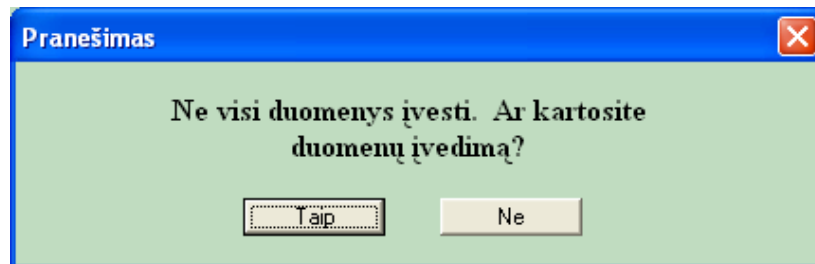 Pranešimas
Ne visi duomenys įvesti.  Ar kartosite
duomenų įvedimą?
Taip
Ne